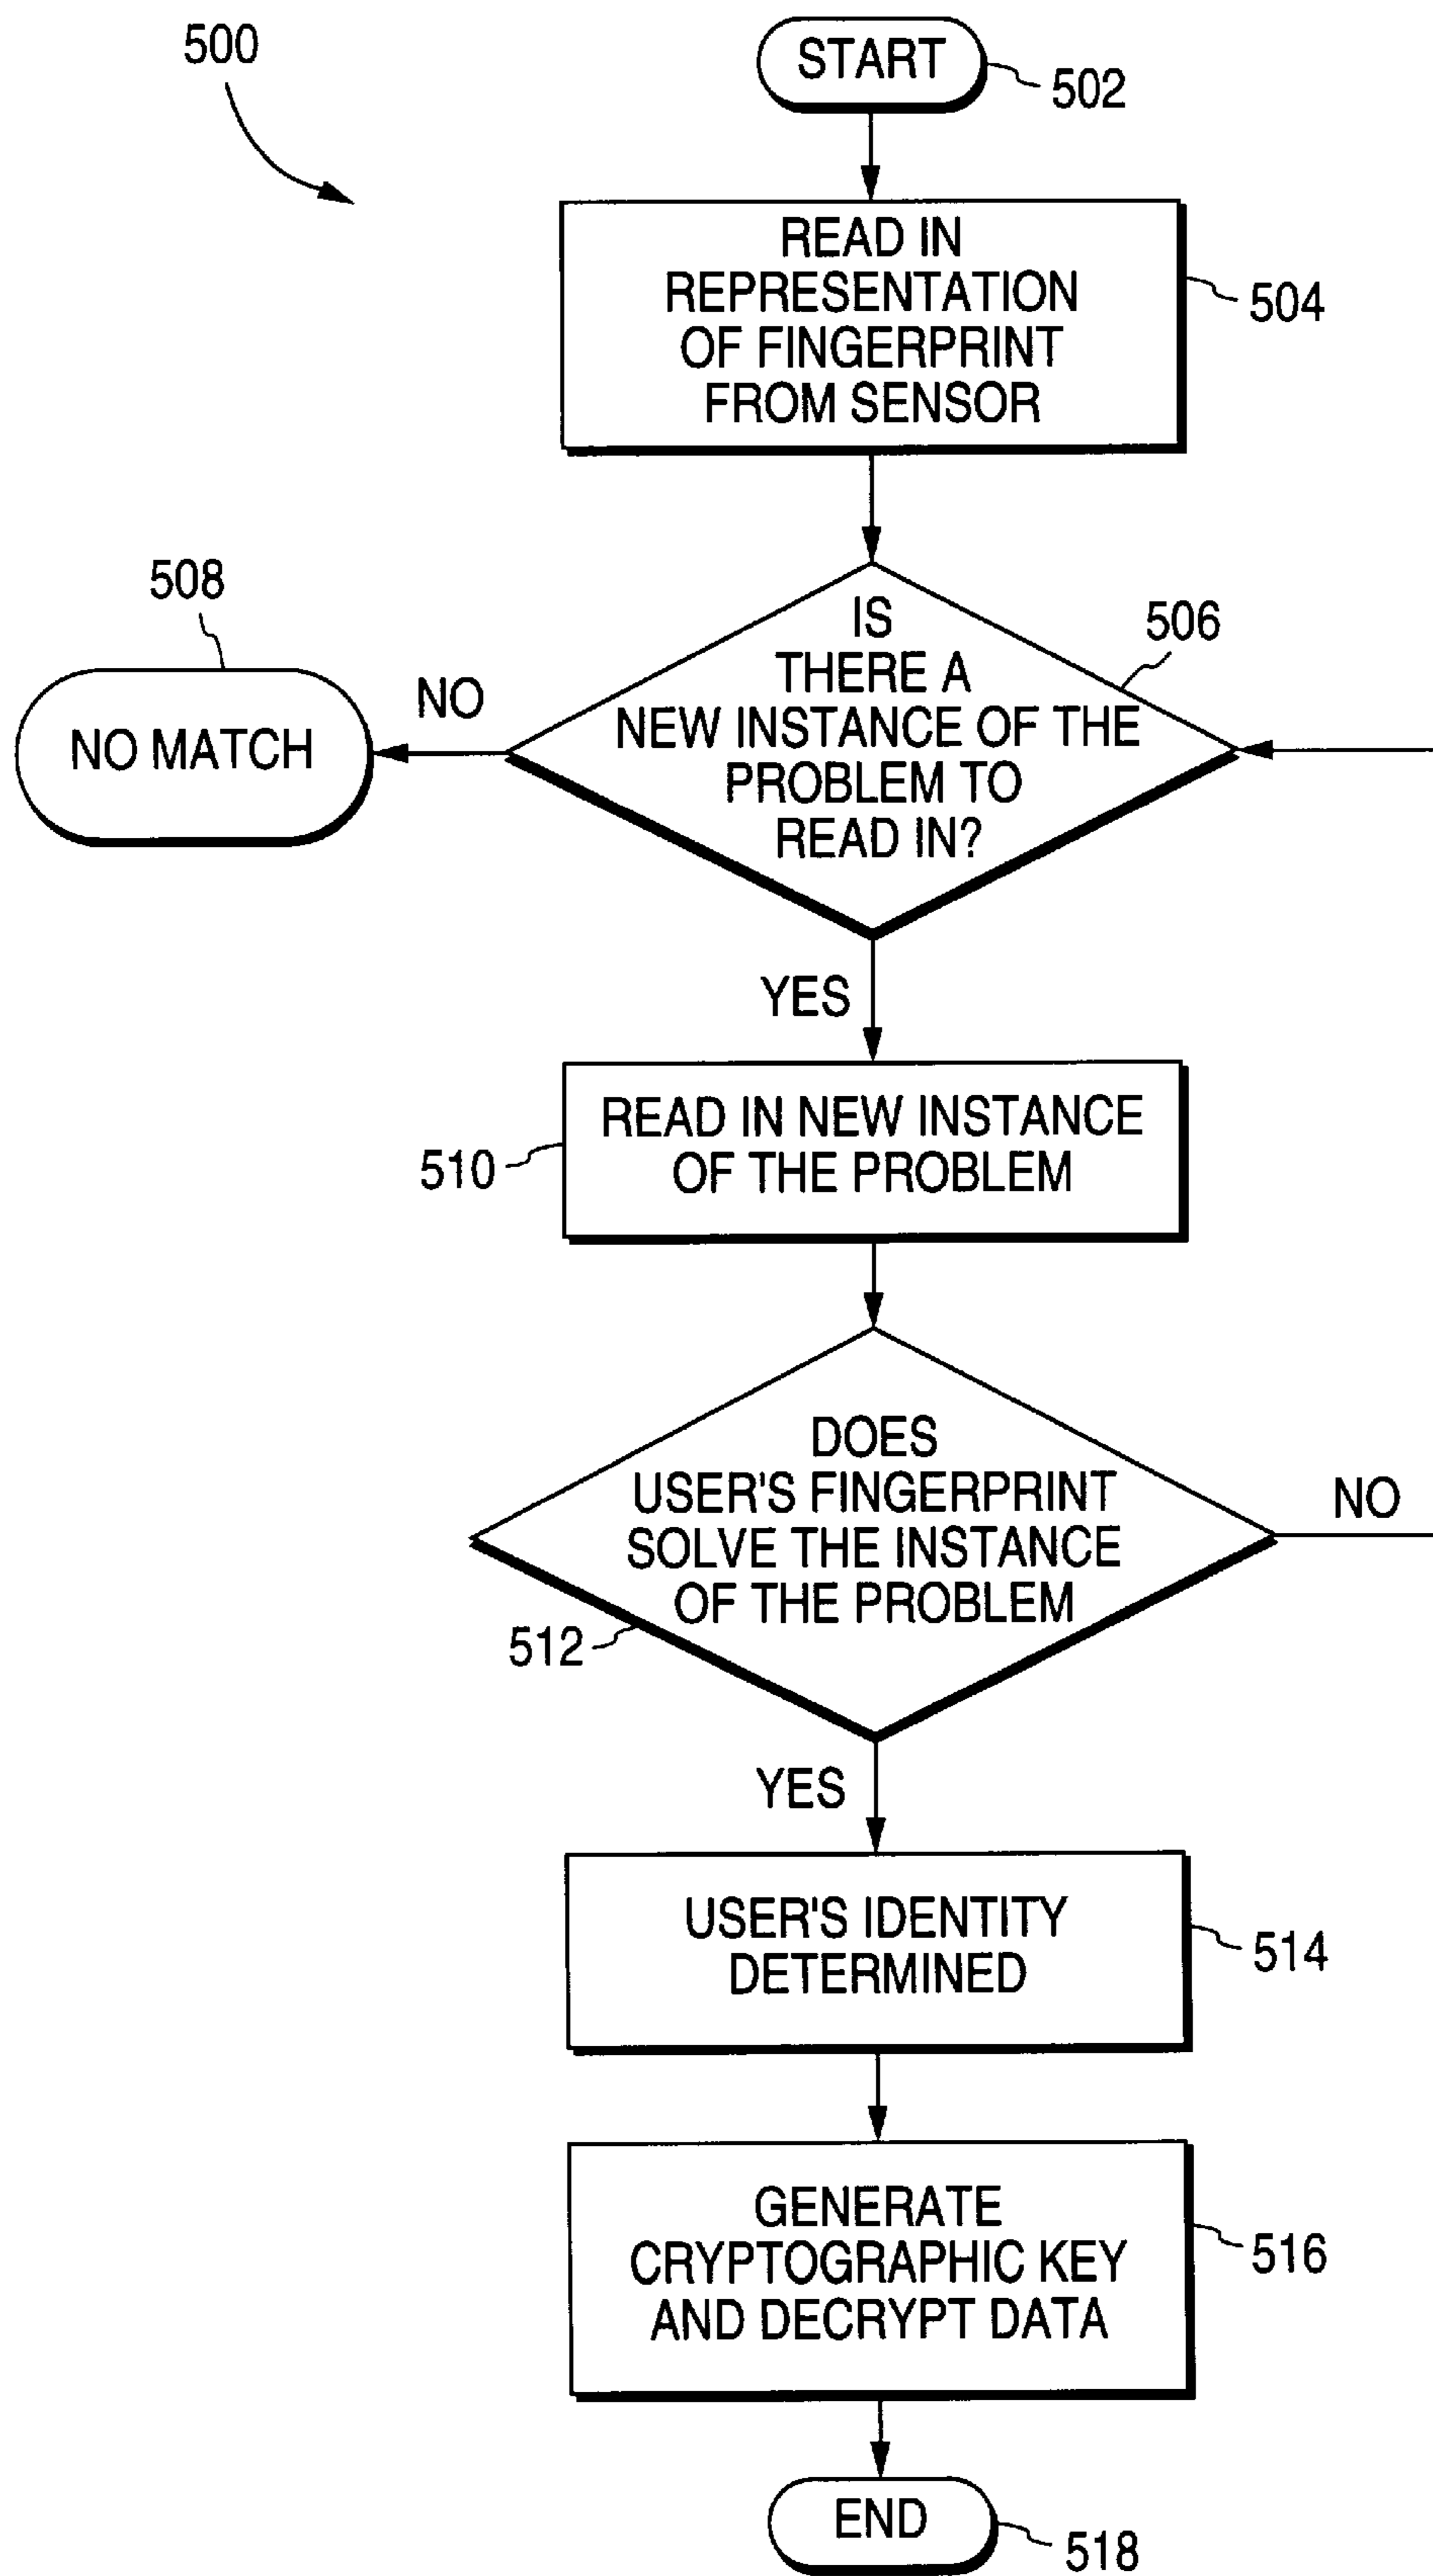 500
START
502
READ IN
REPRESENTATION
OF FINGERPRINT
FROM SENSOR
504
508
IS
THERE A
NEW INSTANCE OF THE
PROBLEM TO
READ IN?
506
NO
NO MATCH
YES
READ IN NEW INSTANCE
OF THE PROBLEM
510
DOES
USER'S FINGERPRINT
SOLVE THE INSTANCE
OF THE PROBLEM
NO
512
YES
USER'S IDENTITY
DETERMINED
514
GENERATE
CRYPTOGRAPHIC KEY
AND DECRYPT DATA
516
END
518